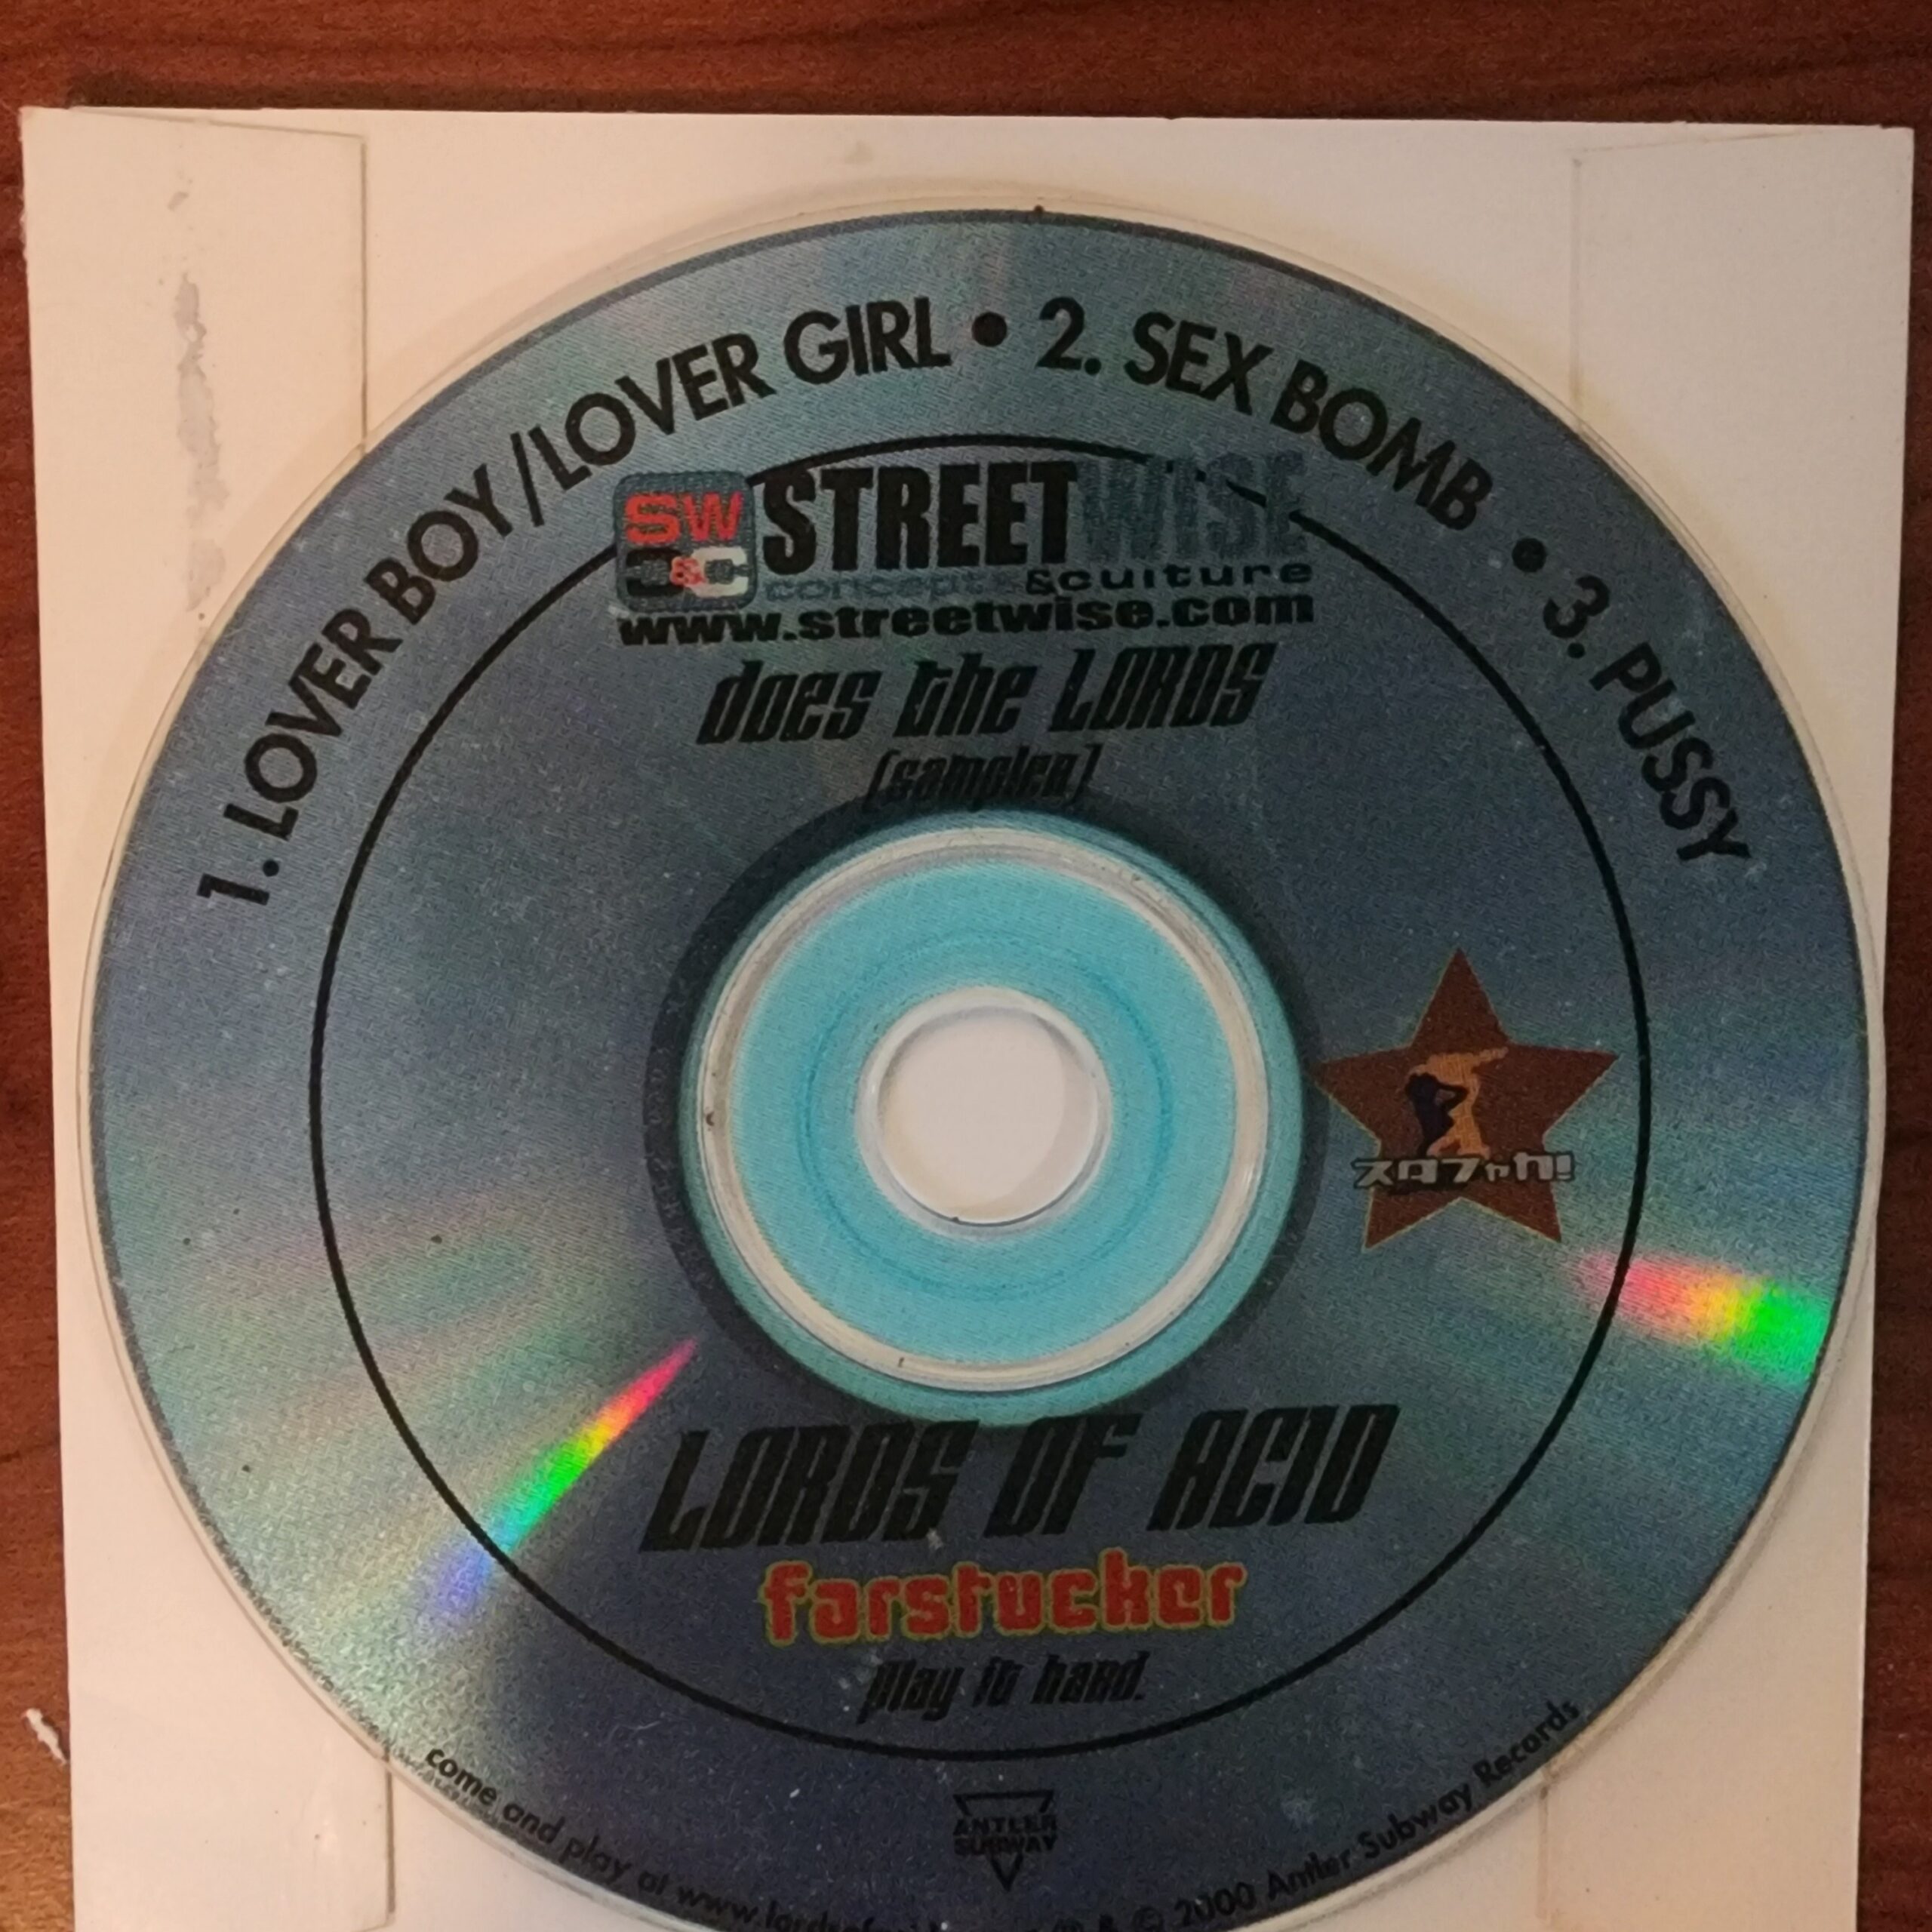 1. LOVER BOY/LOVER GIRL • 2. SEX BOMB • 3. PUSSY
SW
C&C STREETWISE
concepts&culture
www.streetwise.com
does the LORDS
(sampler)
スタファカ!
LORDS OF ACID
farstucker
play it hard.
ANTLER
SUBWAY
come and play at
℗ & © 2000 Antler Subway Records